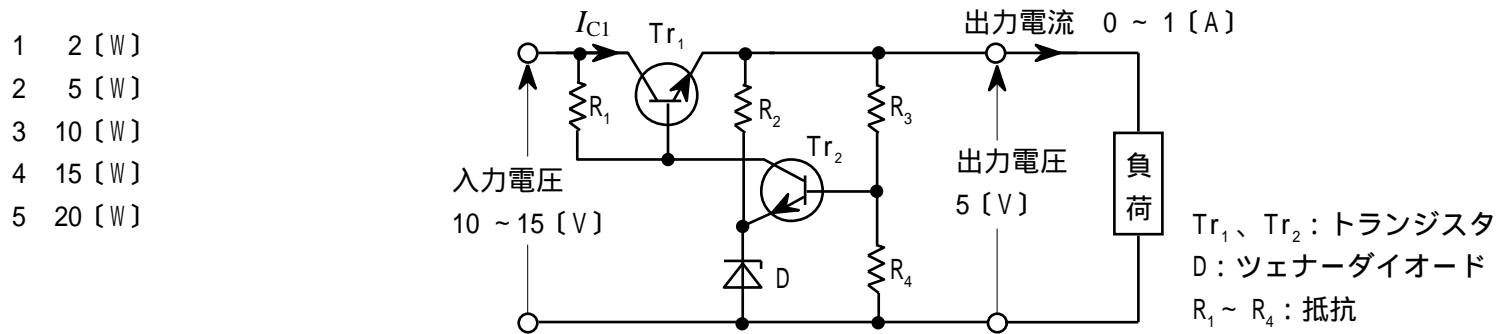 1 2〔W〕
2 5〔W〕
3 10〔W〕
4 15〔W〕
5 20〔W〕
I_C1
Tr₁
出力電流 0 ~ 1〔A〕
R₁
R₂
R₃
Tr₂
入力電圧
10 ~15〔V〕
出力電圧
5〔V〕
負荷
D
R₄
Tr₁、Tr₂：トランジスタ
D：ツェナーダイオード
R₁~ R₄：抵抗